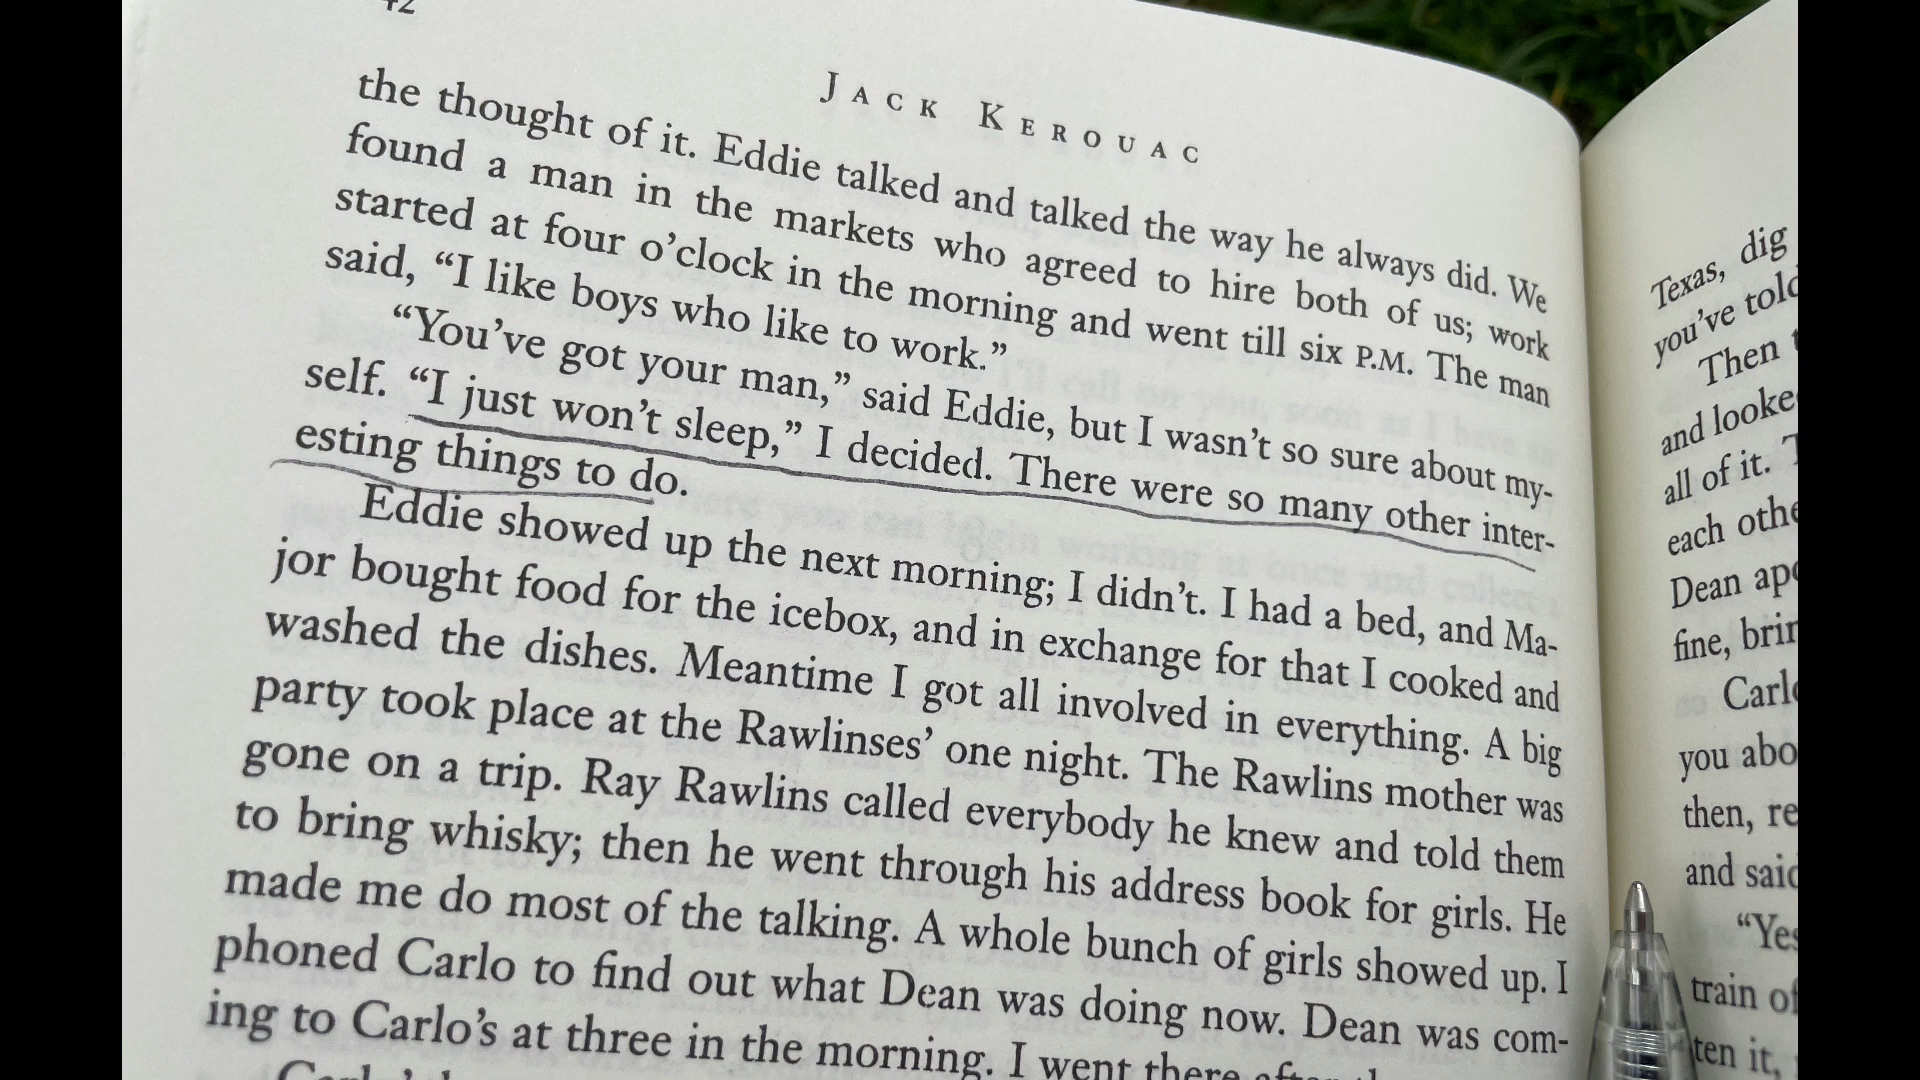 42
JACK KEROUAC
the thought of it. Eddie talked and talked the way he always did. We
found a man in the markets who agreed to hire both of us; work
started at four o’clock in the morning and went till six P.M. The man
said, “I like boys who like to work.”
“You’ve got your man,” said Eddie, but I wasn’t so sure about my-
self. “I just won’t sleep,” I decided. There were so many other inter-
esting things to do.
Eddie showed up the next morning; I didn’t. I had a bed, and Ma-
jor bought food for the icebox, and in exchange for that I cooked and
washed the dishes. Meantime I got all involved in everything. A big
party took place at the Rawlinses’ one night. The Rawlins mother was
gone on a trip. Ray Rawlins called everybody he knew and told them
to bring whisky; then he went through his address book for girls. He
made me do most of the talking. A whole bunch of girls showed up. I
phoned Carlo to find out what Dean was doing now. Dean was com-
ing to Carlo’s at three in the morning. I went there after
Texas, dig
you’ve told
Then
and looke
all of it.
each othe
Dean apo
fine, brin
Carlo
you abo
then, re
and said
“Yes
train of
ten it,